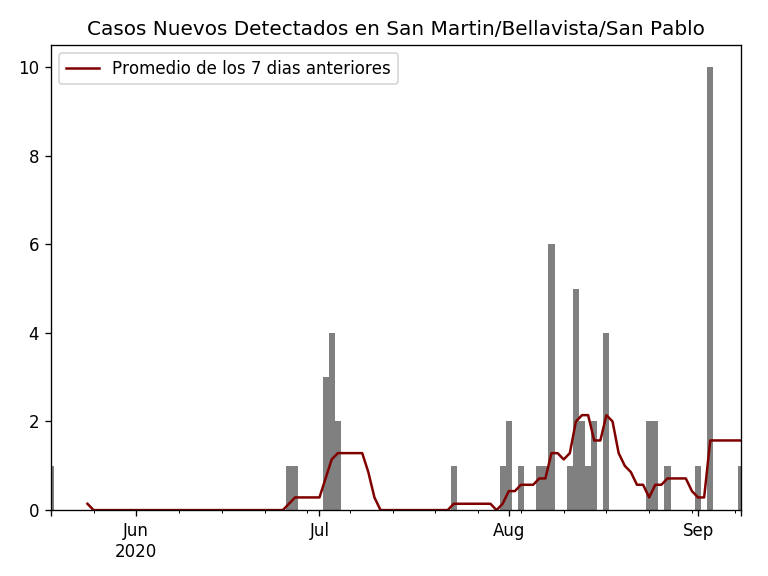 Casos Nuevos Detectados en San Martin/Bellavista/San Pablo
Promedio de los 7 dias anteriores
10
8
6
4
2
0
Jun Jul Aug Sep
2020